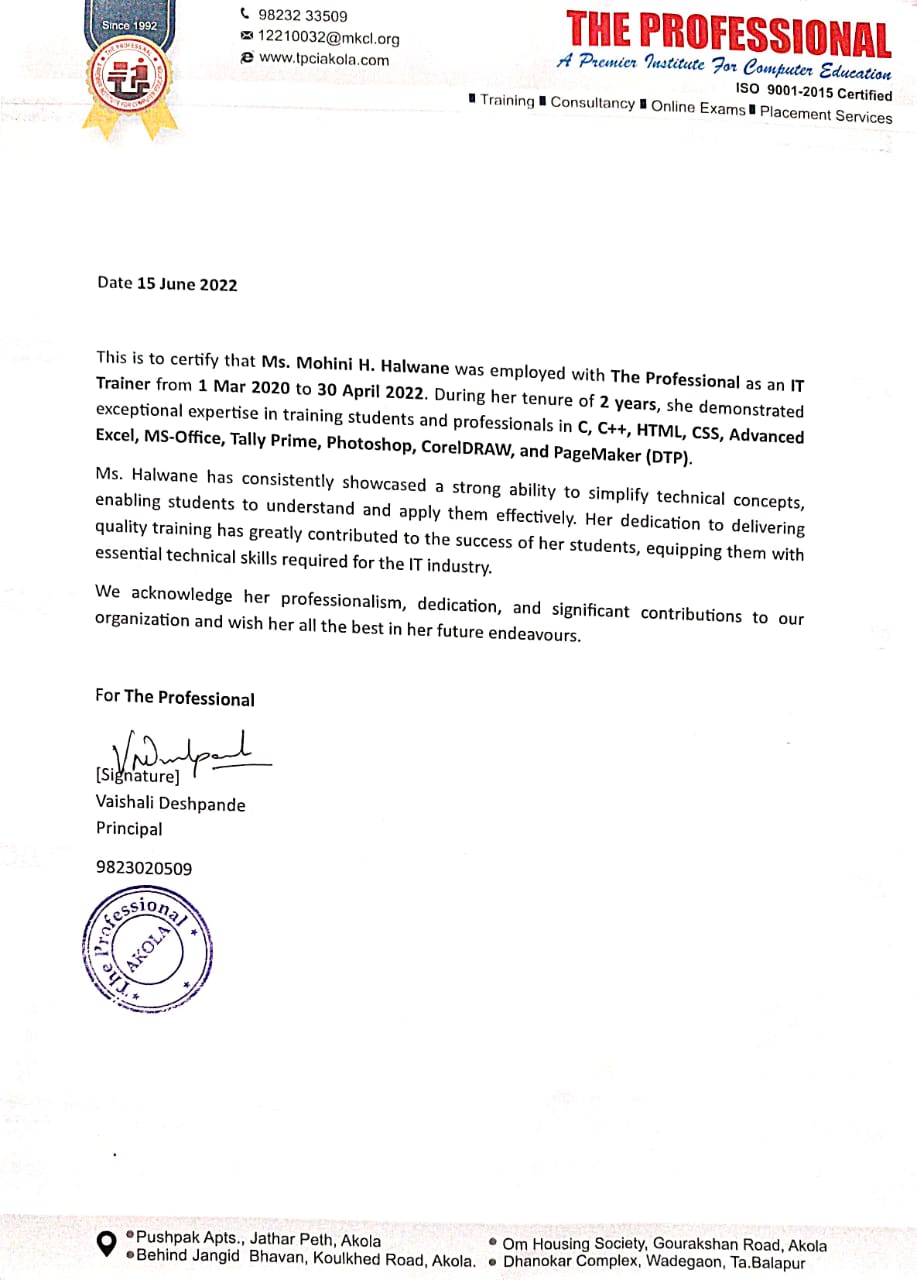 Since 1992
98232 33509
12210032@mkcl.org
www.tpciakola.com
THE PROFESSIONAL
A Premier Institute For Computer Education
ISO 9001-2015 Certified
Training Consultancy Online Exams Placement Services
Date 15 June 2022
This is to certify that Ms. Mohini H. Halwane was employed with The Professional as an IT
Trainer from 1 Mar 2020 to 30 April 2022. During her tenure of 2 years, she demonstrated
exceptional expertise in training students and professionals in C, C++, HTML, CSS, Advanced
Excel, MS-Office, Tally Prime, Photoshop, CorelDRAW, and PageMaker (DTP).
Ms. Halwane has consistently showcased a strong ability to simplify technical concepts,
enabling students to understand and apply them effectively. Her dedication to delivering
quality training has greatly contributed to the success of her students, equipping them with
essential technical skills required for the IT industry.
We acknowledge her professionalism, dedication, and significant contributions to our
organization and wish her all the best in her future endeavours.
For The Professional
[Signature]
Vaishali Deshpande
Principal
9823020509
The Professional
AKOLA
Pushpak Apts., Jathar Peth, Akola
Behind Jangid Bhavan, Koulkhed Road, Akola.
Om Housing Society, Gourakshan Road, Akola
Dhanokar Complex, Wadegaon, Ta.Balapur